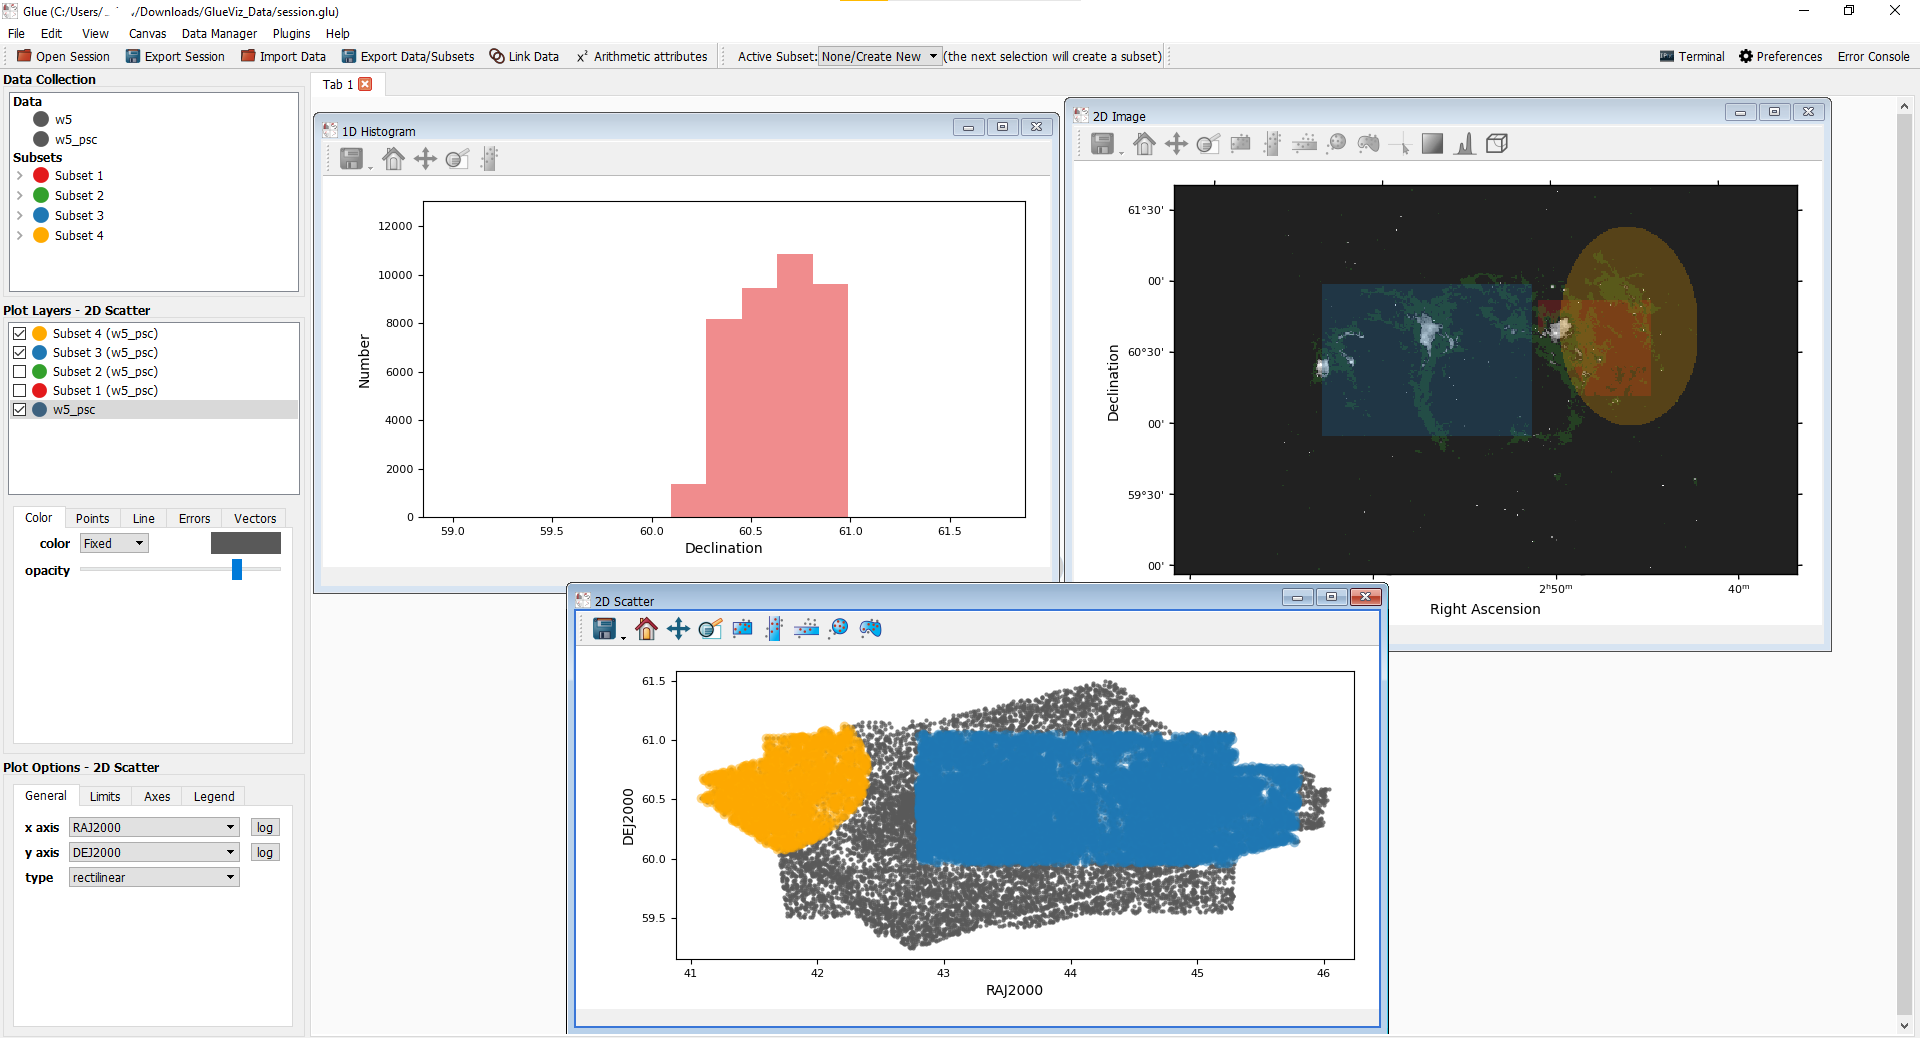 Glue (C:/Users/ /Downloads/GlueViz_Data/session.glu)
File Edit View Canvas Data Manager Plugins Help
Open Session Export Session Import Data Export Data/Subsets Link Data x² Arithmetic attributes Active Subset: None/Create New (the next selection will create a subset) Terminal Preferences Error Console
Data Collection
Data
w5
w5_psc
Subsets
Subset 1
Subset 2
Subset 3
Subset 4
Plot Layers - 2D Scatter
Subset 4 (w5_psc)
Subset 3 (w5_psc)
Subset 2 (w5_psc)
Subset 1 (w5_psc)
w5_psc
Color Points Line Errors Vectors
color Fixed
opacity
Plot Options - 2D Scatter
General Limits Axes Legend
x axis RAJ2000 log
y axis DEJ2000 log
type rectilinear
Tab 1
1D Histogram
12000
10000
8000
6000
4000
2000
0
Number
59.0 59.5 60.0 60.5 61.0 61.5
Declination
2D Image
61°30'
00'
60°30'
00'
59°30'
00'
Declination
2ʰ50ᵐ 40ᵐ
Right Ascension
2D Scatter
61.5
61.0
60.5
60.0
59.5
DEJ2000
41 42 43 44 45 46
RAJ2000